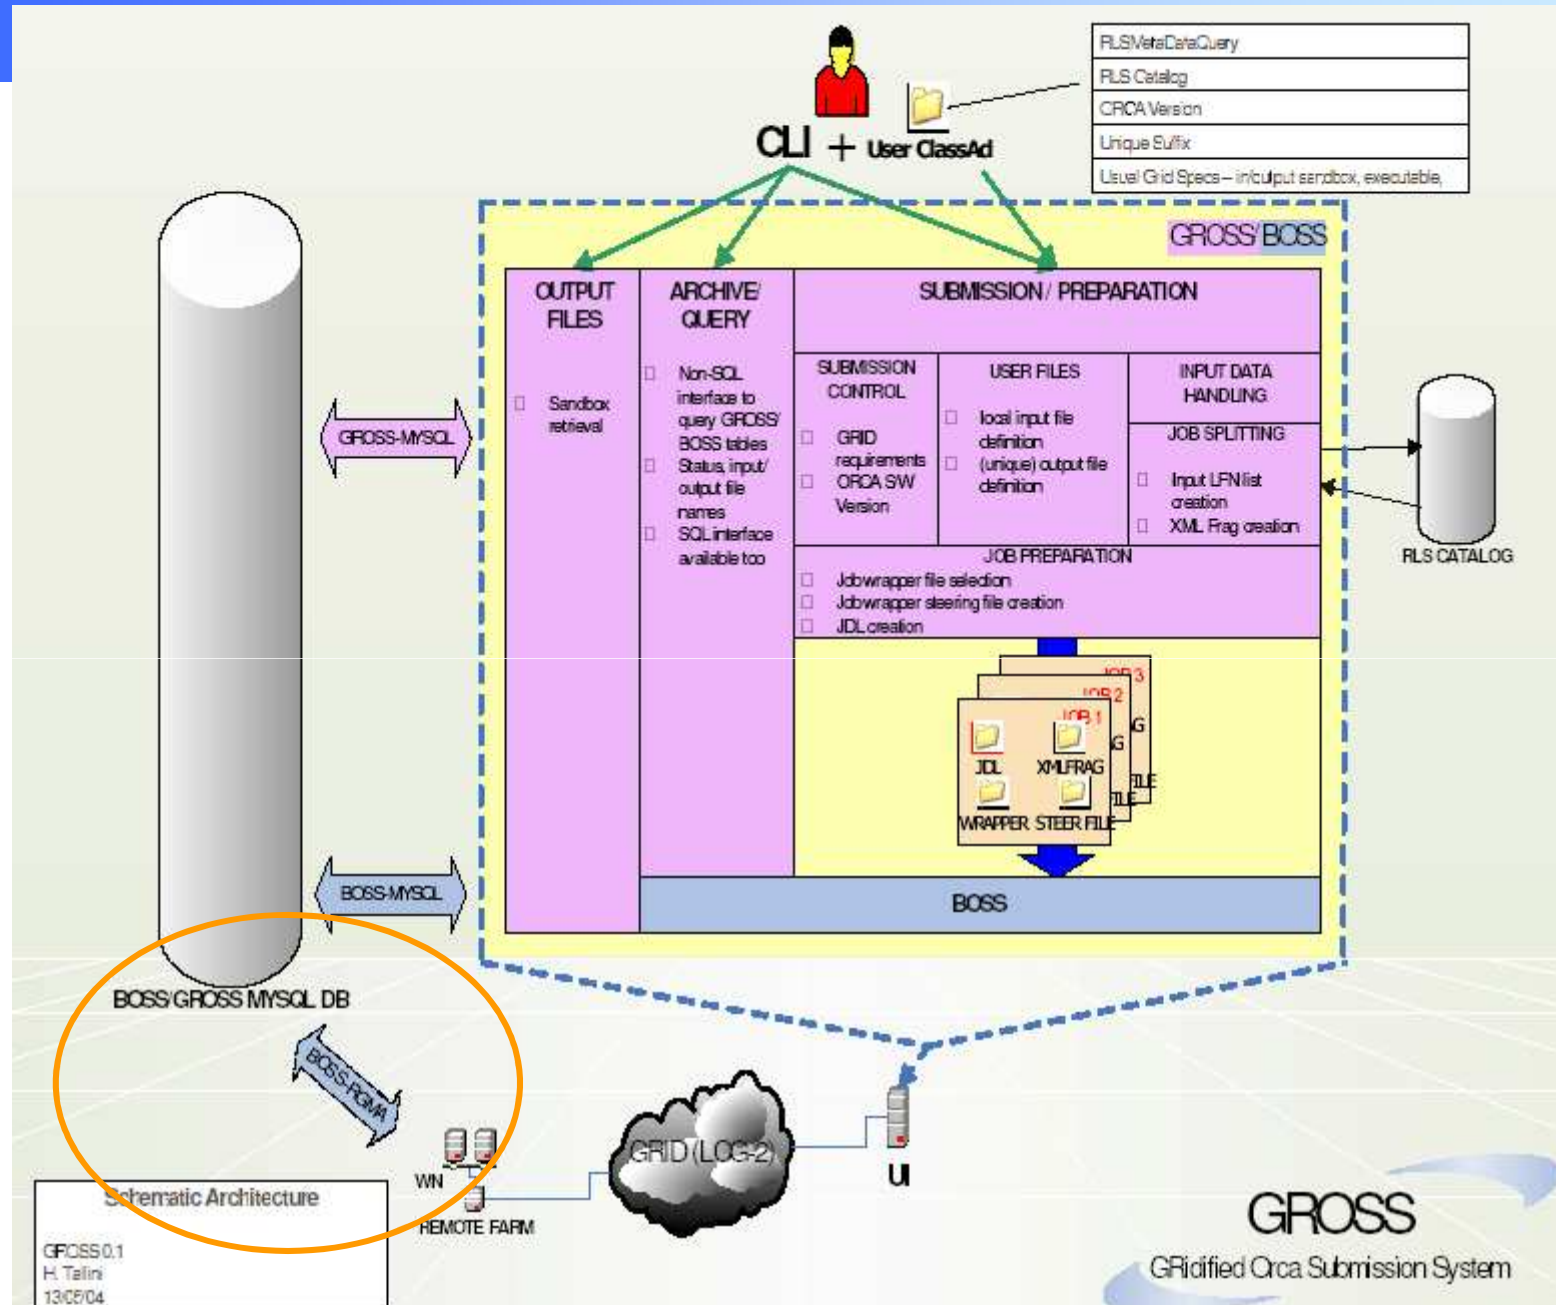 RLSMetaDataQuery
RLS Catalog
ORCA Version
Unique Suffix
Usual Grid Specs – in/output sandbox, executable,
CLI + User ClassAd
GROSS/BOSS
OUTPUT
FILES
Sandbox
retrieval
ARCHIVE/
QUERY
Non-SQL
interface to
query GROSS/
BOSS tables
Status, input/
output file
names
SQL interface
available too
SUBMISSION / PREPARATION
SUBMISSION
CONTROL
GRID
requirements
ORCA S/W
Version
USER FILES
local input file
definition
(unique) output file
definition
INPUT DATA
HANDLING
JOB SPLITTING
Input LFN list
creation
XML Frag creation
JOB PREPARATION
Jobwrapper file selection
Jobwrapper steering file creation
JDL creation
GROSS-MYSQL
RLS CATALOG
JOB 3
JOB 2
JOB 1
G
G
JDL
XMLFRAG
FILE
FILE
WRAPPER
STEER FILE
BOSS-MYSQL
BOSS
BOSS/GROSS MYSQL DB
BOSS-RGMA
WN
REMOTE FARM
GRID (LCG-2)
UI
Schematic Architecture
GROSS 0.1
H. Tallini
GROSS
GRidified Orca Submission System